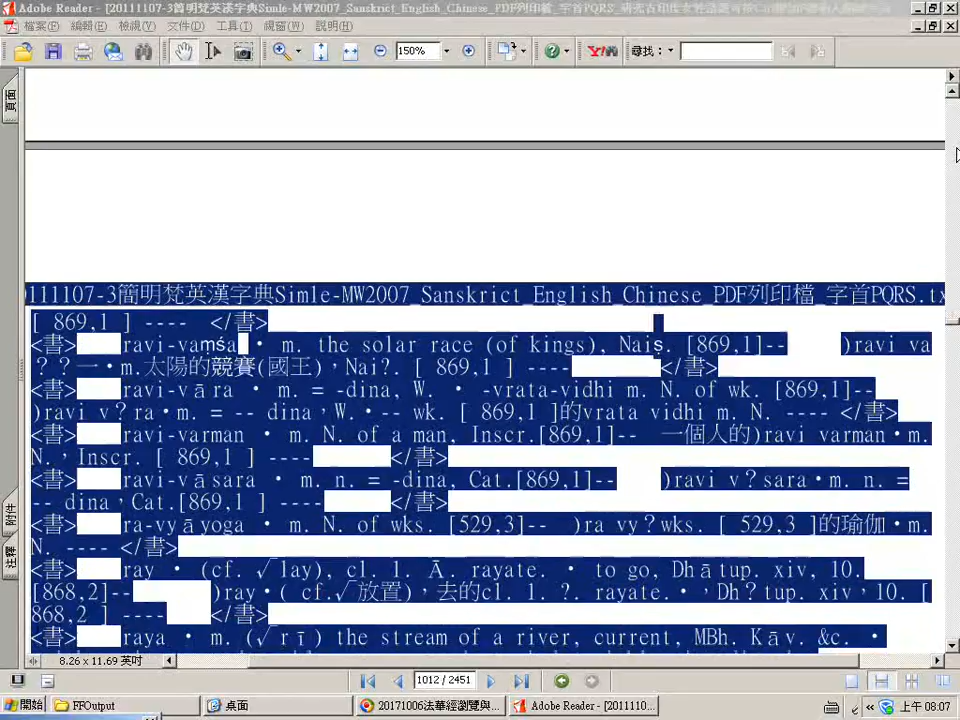 Adobe Reader - [20111107-3簡明梵英漢字典Simle-MW2007_Sanskrict_English_Chinese_PDF列印檔_字首PQRS
檔案(F) 編輯(E) 檢視(V) 文件(D) 工具(T) 視窗(W) 說明(H)
150% Y! 尋找：
頁面
0111107-3簡明梵英漢字典Simle-MW2007_Sanskrict_English_Chinese_PDF列印檔_字首PQRS.tx
[ 869,1 ] ---- </書>
<書> ravi-vaṃśa • m. the solar race (of kings), Naiṣ. [869,1]-- )ravi va
？？一•m.太陽的競賽(國王)，Nai?. [ 869,1 ] ---- </書>
<書> ravi-vāra • m. = -dina, W. • -vrata-vidhi m. N. of wk. [869,1]--
)ravi v？ra•m. = -- dina，W.•-- wk. [ 869,1 ]的vrata vidhi m. N. ---- </書>
<書> ravi-varman • m. N. of a man, Inscr.[869,1]-- 一個人的)ravi varman•m.
N.，Inscr. [ 869,1 ] ---- </書>
<書> ravi-vāsara • m. n. = -dina, Cat.[869,1]-- )ravi v？sara•m. n. =
-- dina，Cat.[869,1 ] ---- </書>
<書> ra-vyāyoga • m. N. of wks. [529,3]-- )ra vy？wks. [ 529,3 ]的瑜伽•m.
N. ---- </書>
<書> ray • (cf. √lay), cl. 1. Ā. rayate. • to go, Dhātup. xiv, 10.
[868,2]-- )ray•( cf.√放置)，去的cl. 1. ?. rayate.•，Dh？tup. xiv，10. [
868,2 ] ---- </書>
<書> raya • m. (√rī) the stream of a river, current, MBh. Kāv. &c. •
附件
注釋
8.26 x 11.69 英吋
1012 / 2451
開始 FFOutput 桌面 20171006法華經瀏覽與... Adobe Reader - [2011110... 上午 08:07